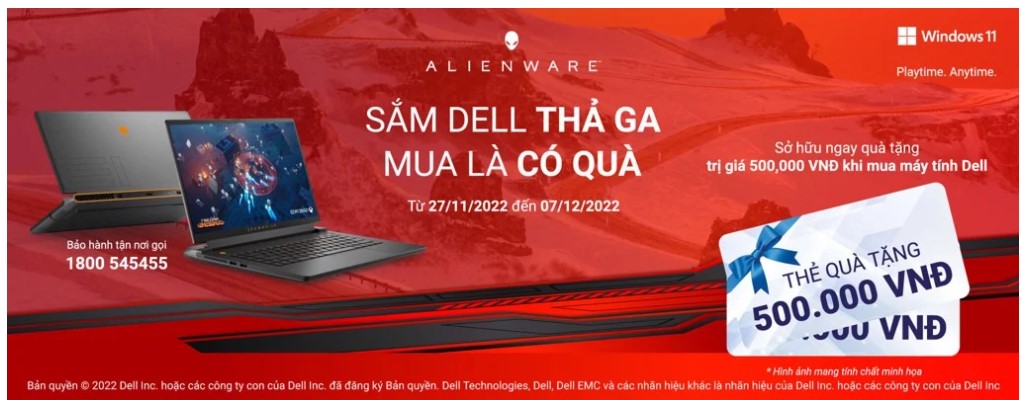 ALIENWARE
Windows 11
Playtime. Anytime.
SẮM DELL THẢ GA
MUA LÀ CÓ QUÀ
Từ 27/11/2022 đến 07/12/2022
Sở hữu ngay quà tặng
trị giá 500,000 VNĐ khi mua máy tính Dell
Bảo hành tận nơi gọi
1800 545455
THẺ QUÀ TẶNG
500.000 VNĐ
VNĐ
* Hình ảnh mang tính chất minh họa
Bản quyền © 2022 Dell Inc. hoặc các công ty con của Dell Inc. đã đăng ký Bản quyền. Dell Technologies, Dell, Dell EMC và các nhãn hiệu khác là nhãn hiệu của Dell Inc. hoặc các công ty con của Dell Inc